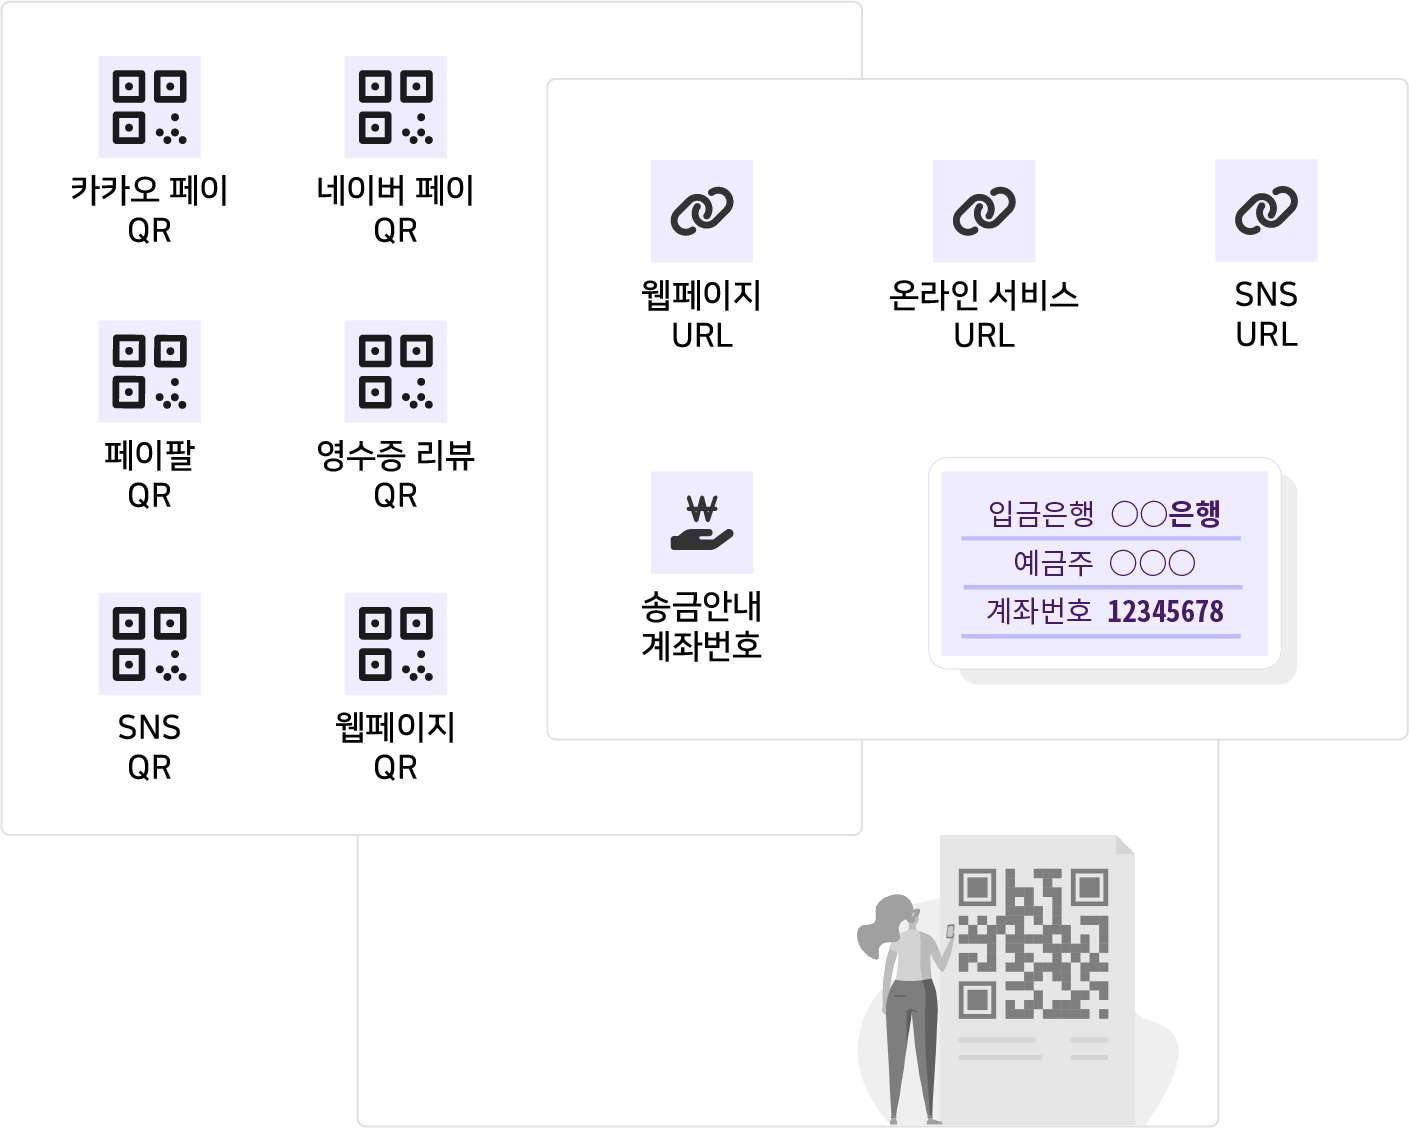 카카오 페이
QR
네이버 페이
QR
페이팔
QR
영수증 리뷰
QR
SNS
QR
웹페이지
QR
웹페이지
URL
온라인 서비스
URL
SNS
URL
송금안내
계좌번호
입금은행 ○○은행
예금주 ○○○
계좌번호 12345678